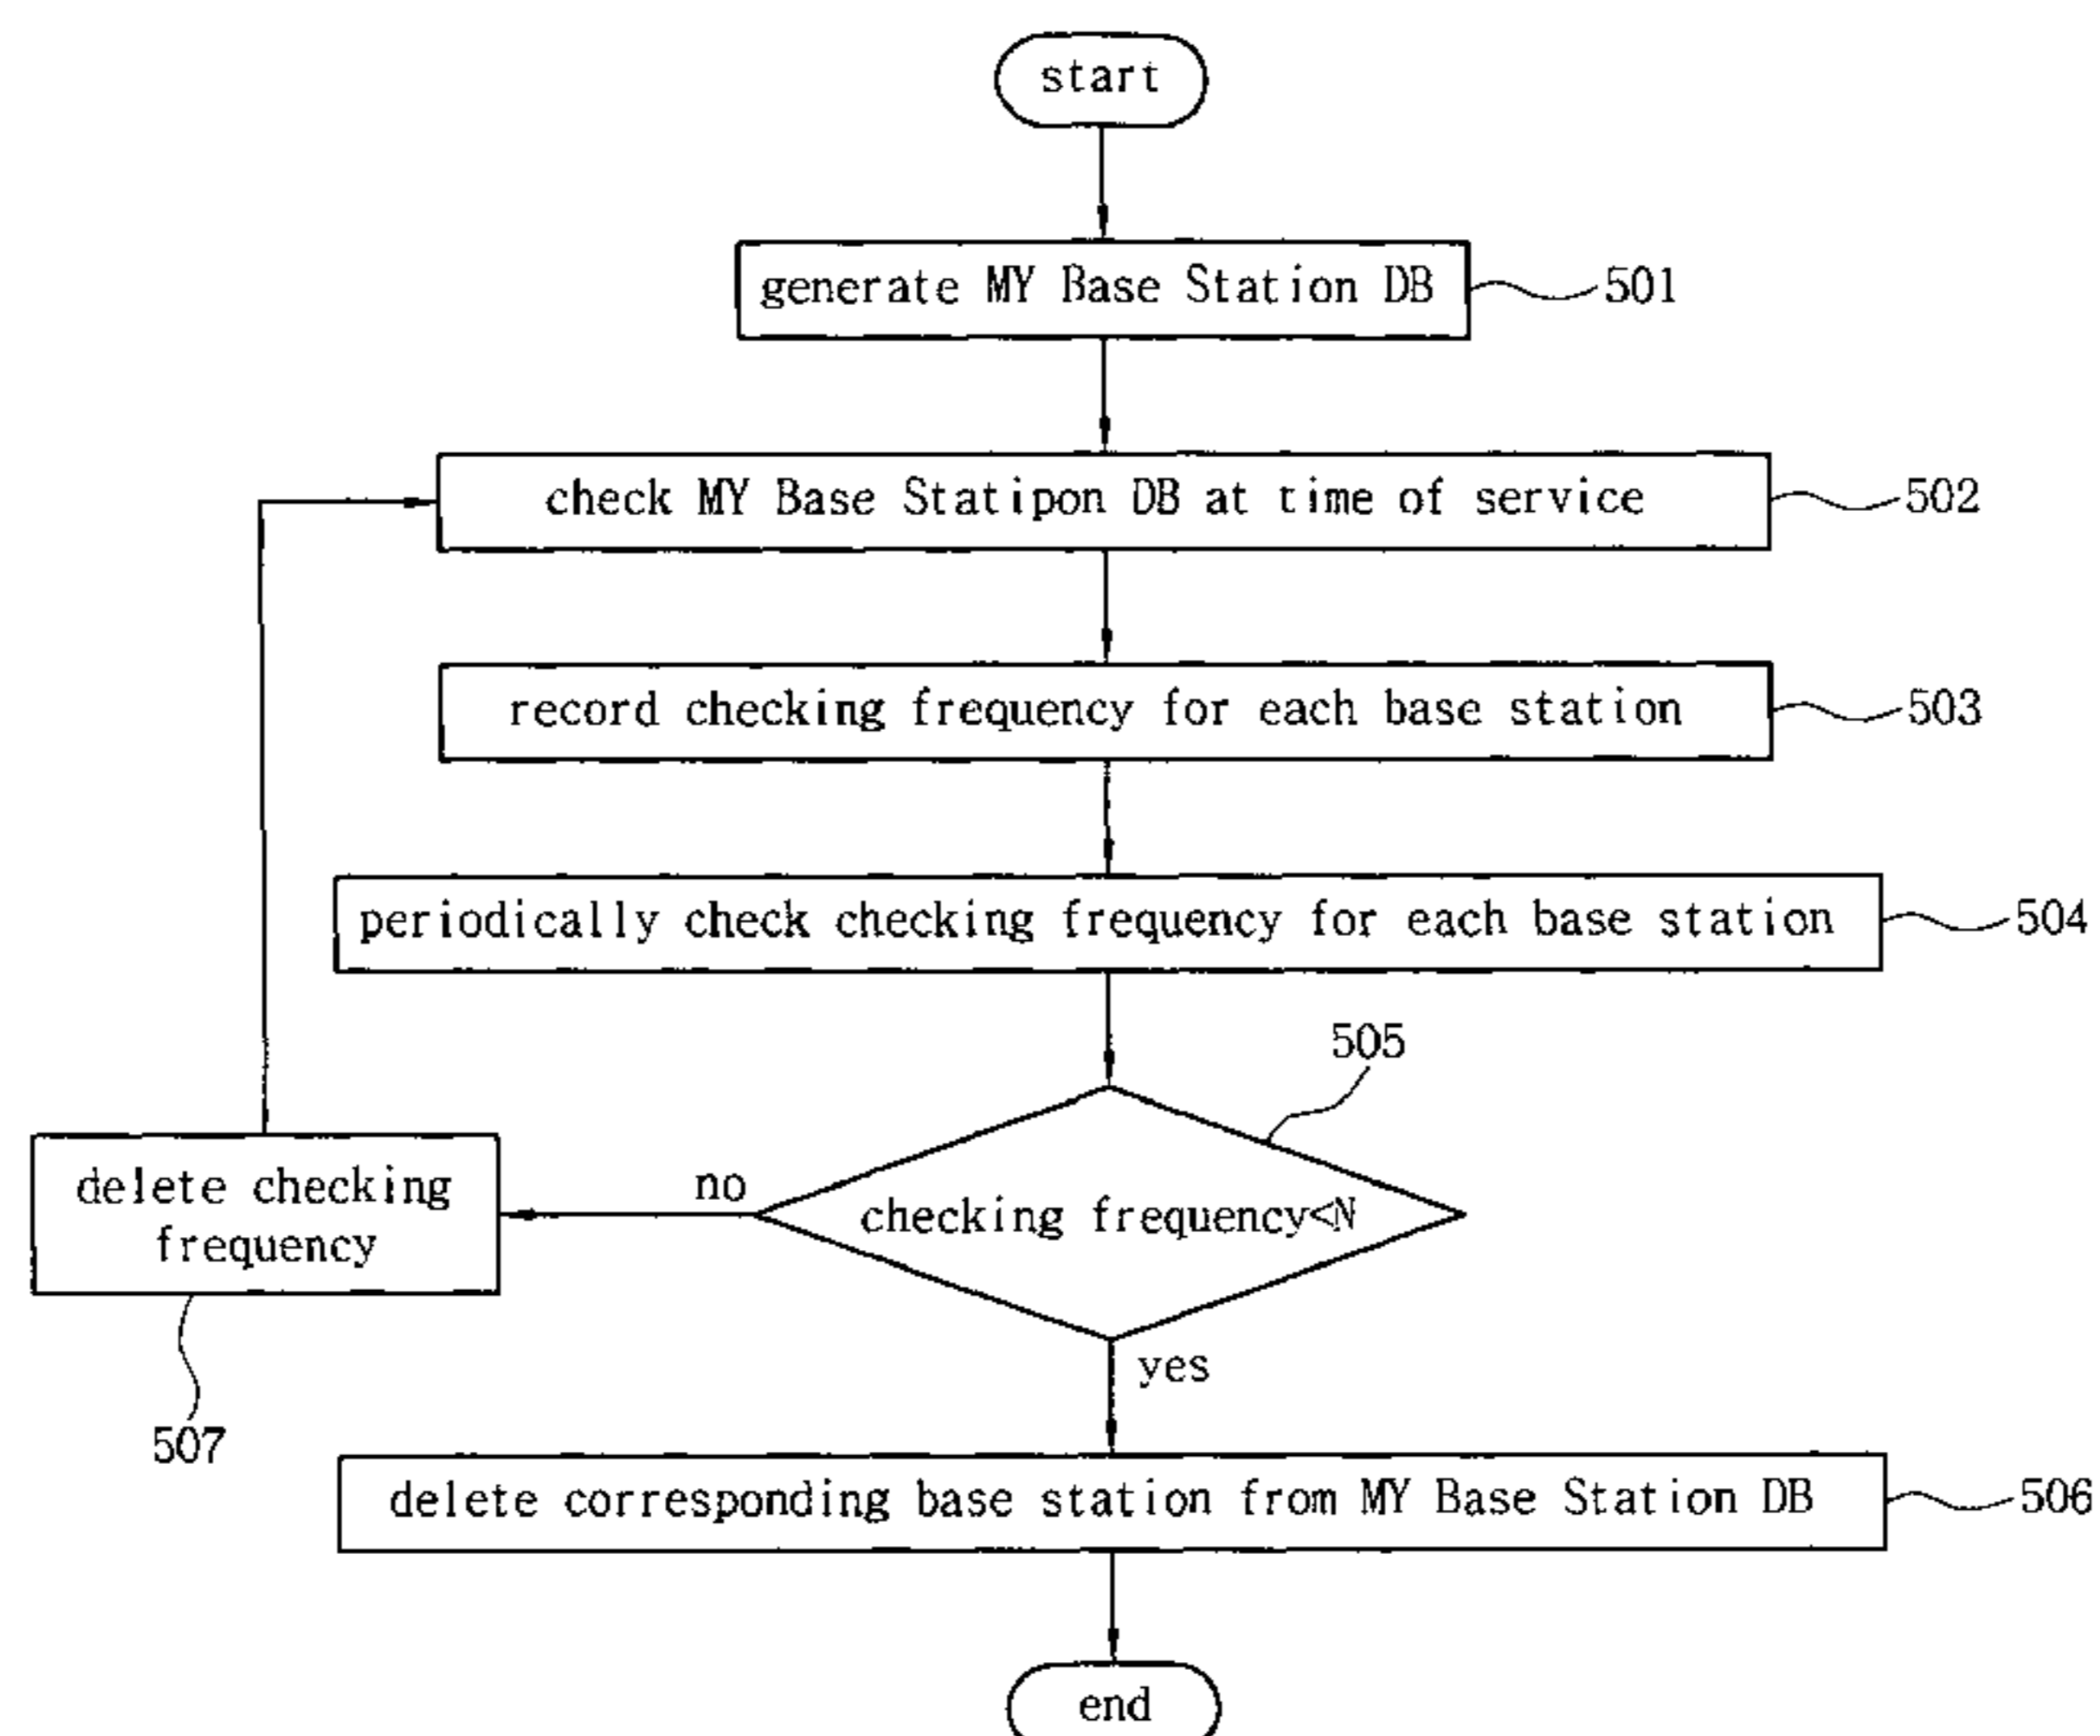 start
generate MY Base Station DB
501
check MY Base Statipon DB at time of service
502
record checking frequency for each base station
503
periodically check checking frequency for each base station
504
505
checking frequency<N
no
delete checking
frequency
507
yes
delete corresponding base station from MY Base Station DB
506
end